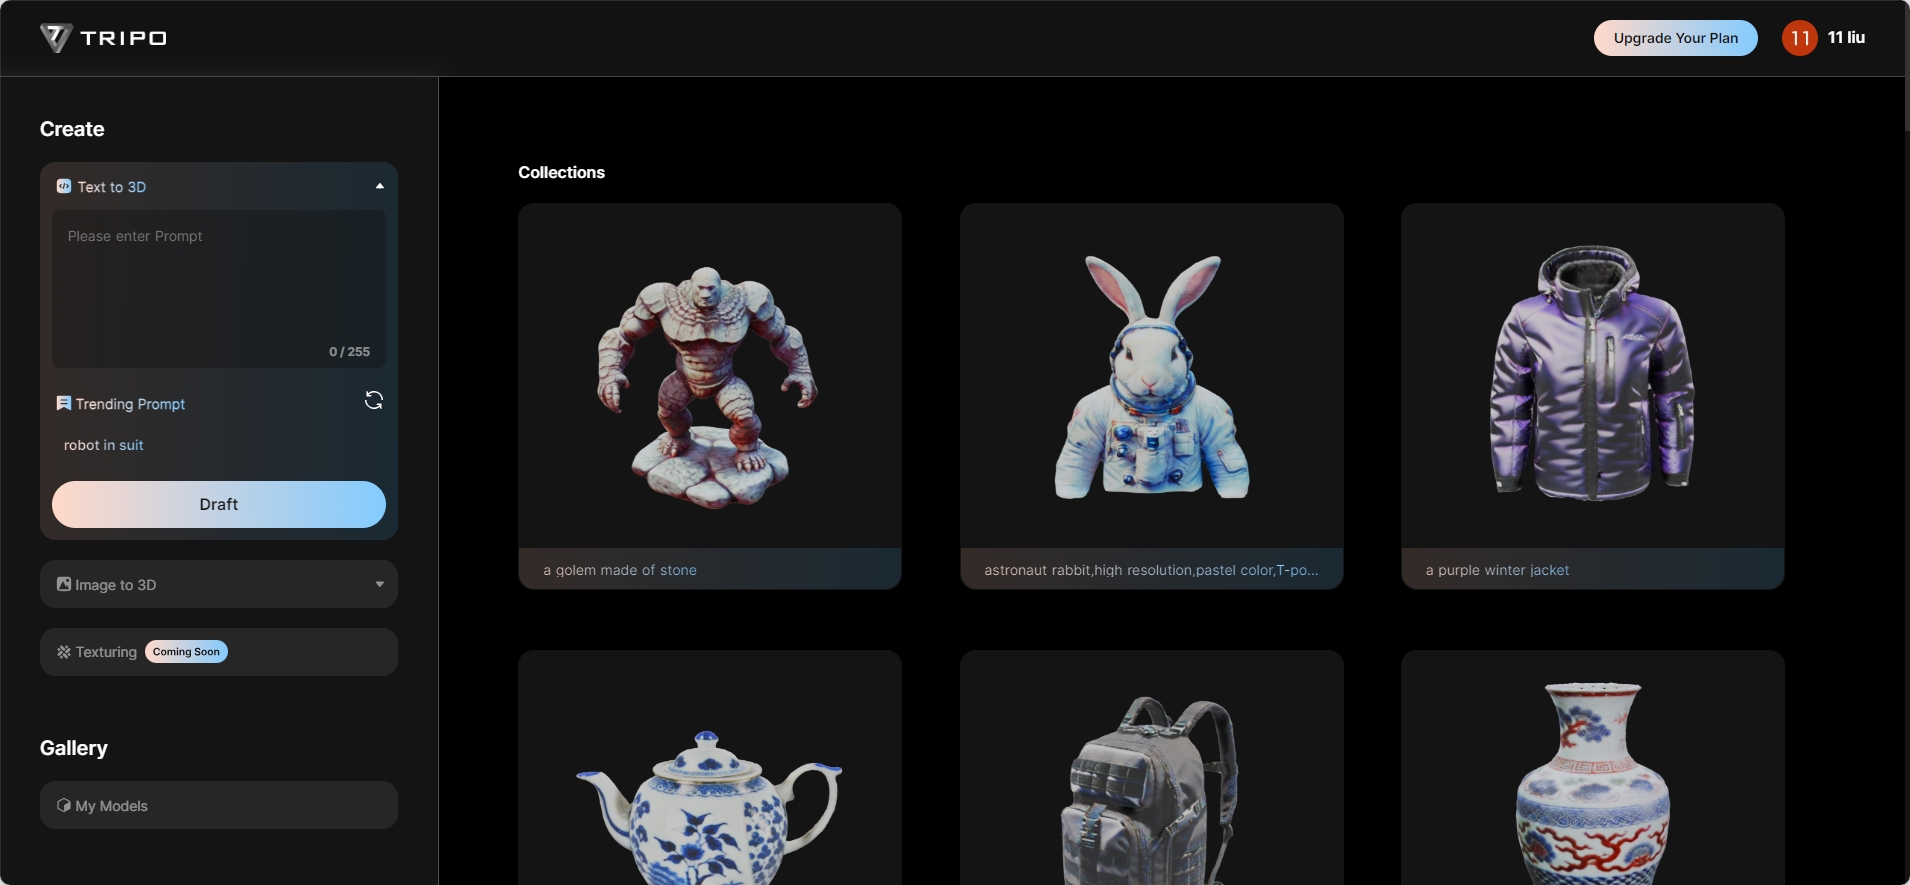 TRIPO
Upgrade Your Plan
11
11 liu
Create
Text to 3D
Please enter Prompt
0 / 255
Trending Prompt
robot in suit
Draft
Image to 3D
Texturing
Coming Soon
Gallery
My Models
Collections
a golem made of stone
astronaut rabbit,high resolution,pastel color,T-po...
a purple winter jacket